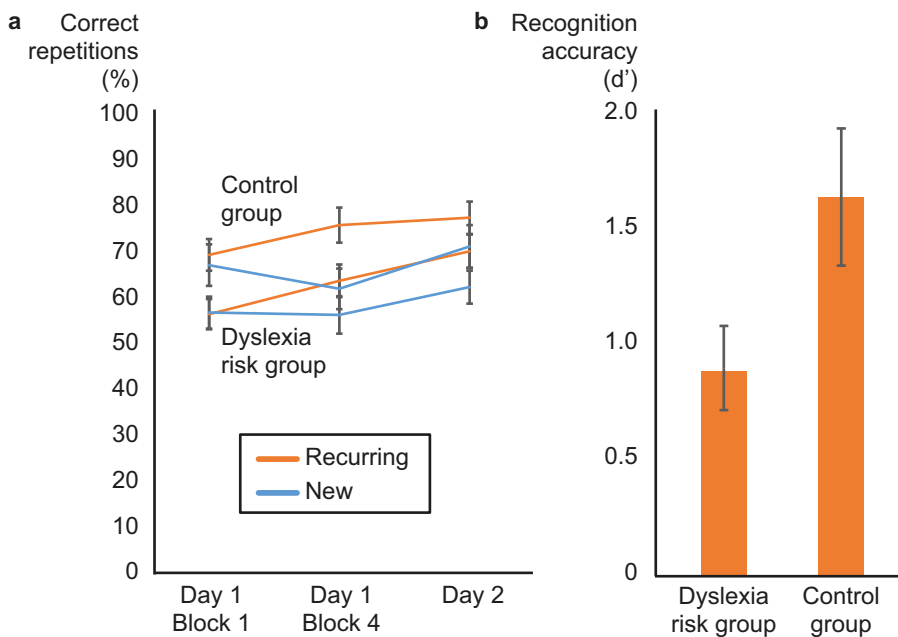 a Correct
repetitions
(%)
100
90
80
70
60
50
40
30
20
10
0
Control
group
Dyslexia
risk group
Recurring
New
Day 1
Block 1
Day 1
Block 4
Day 2
b Recognition
accuracy
(d’)
2.0
1.5
1.0
0.5
0
Dyslexia
risk group
Control
group